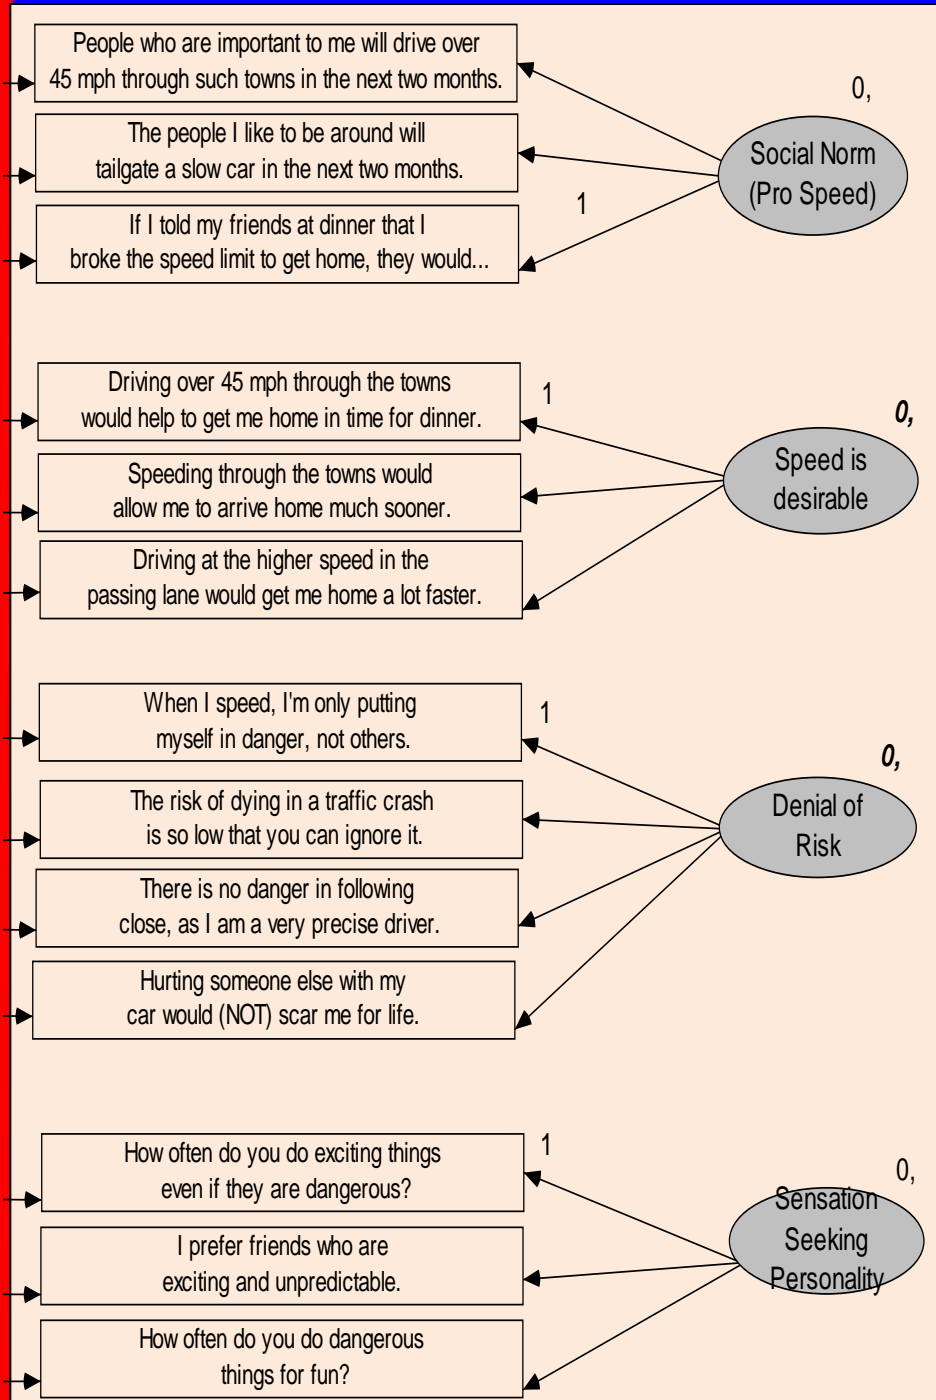 People who are important to me will drive over
45 mph through such towns in the next two months.
0,
The people I like to be around will
tailgate a slow car in the next two months.
Social Norm
(Pro Speed)
1
If I told my friends at dinner that I
broke the speed limit to get home, they would...
Driving over 45 mph through the towns
would help to get me home in time for dinner.
1
0,
Speeding through the towns would
allow me to arrive home much sooner.
Speed is
desirable
Driving at the higher speed in the
passing lane would get me home a lot faster.
When I speed, I'm only putting
myself in danger, not others.
1
0,
The risk of dying in a traffic crash
is so low that you can ignore it.
Denial of
Risk
There is no danger in following
close, as I am a very precise driver.
Hurting someone else with my
car would (NOT) scar me for life.
How often do you do exciting things
even if they are dangerous?
1
0,
Sensation
Seeking
Personality
I prefer friends who are
exciting and unpredictable.
How often do you do dangerous
things for fun?